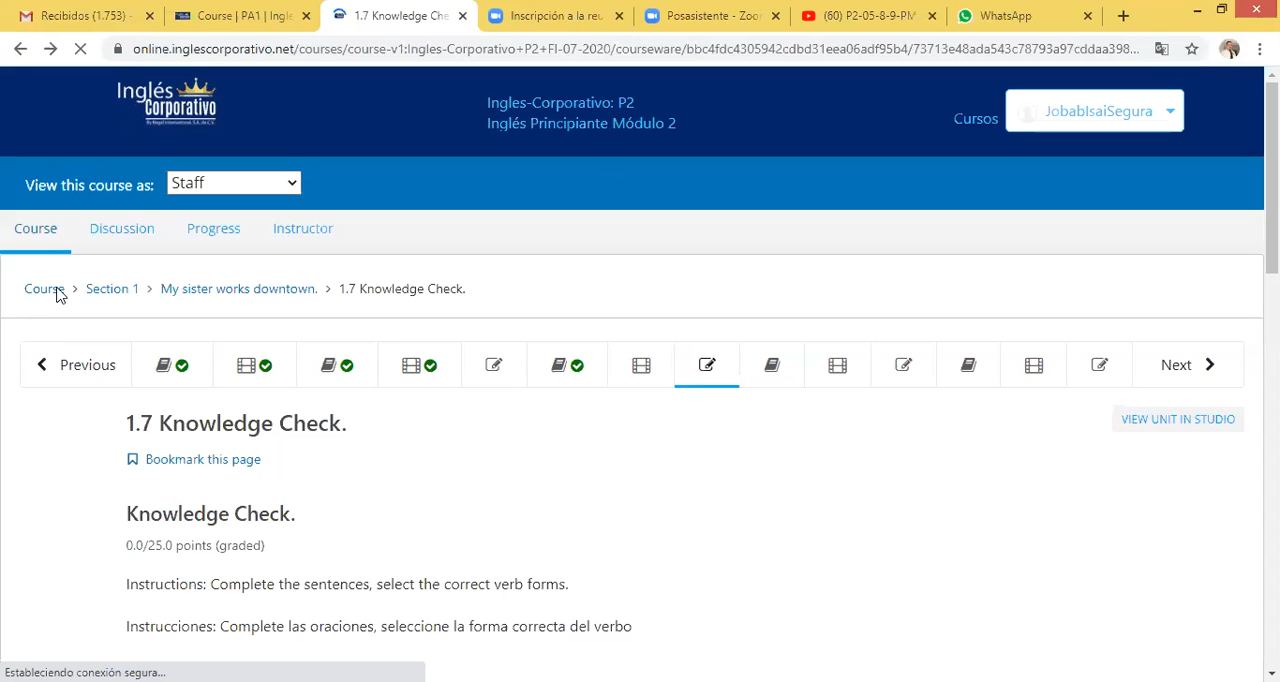 Recibidos (1.753)
Course | PA1 | Ingle
1.7 Knowledge Che
Inscripción a la reu
Posasistente - Zoo
(60) P2-05-8-9-PM
WhatsApp
online.inglescorporativo.net/courses/course-v1:Ingles-Corporativo+P2+FI-07-2020/courseware/bbc4fdc4305942cdbd31eea06adf95b4/73713e48ada543c78793a97cddaa398...
Inglés
Corporativo
Ingles-Corporativo: P2
Inglés Principiante Módulo 2
Cursos
JobabIsaiSegura
View this course as:
Staff
Course
Discussion
Progress
Instructor
Course > Section 1 > My sister works downtown. > 1.7 Knowledge Check.
Previous
Next
1.7 Knowledge Check.
VIEW UNIT IN STUDIO
Bookmark this page
Knowledge Check.
0.0/25.0 points (graded)
Instructions: Complete the sentences, select the correct verb forms.
Instrucciones: Complete las oraciones, seleccione la forma correcta del verbo
Estableciendo conexión segura...